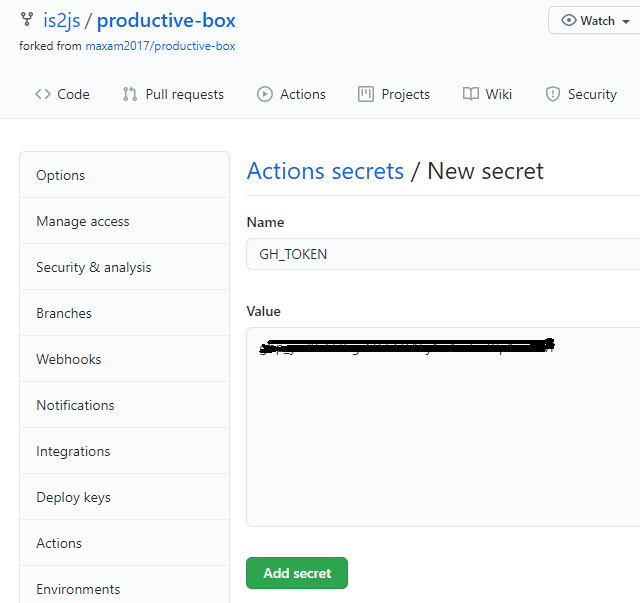 is2js / productive-box
Watch
forked from maxam2017/productive-box
Code Pull requests Actions Projects Wiki Security
Options
Manage access
Security & analysis
Branches
Webhooks
Notifications
Integrations
Deploy keys
Actions
Environments
Actions secrets / New secret
Name
GH_TOKEN
Value
Add secret